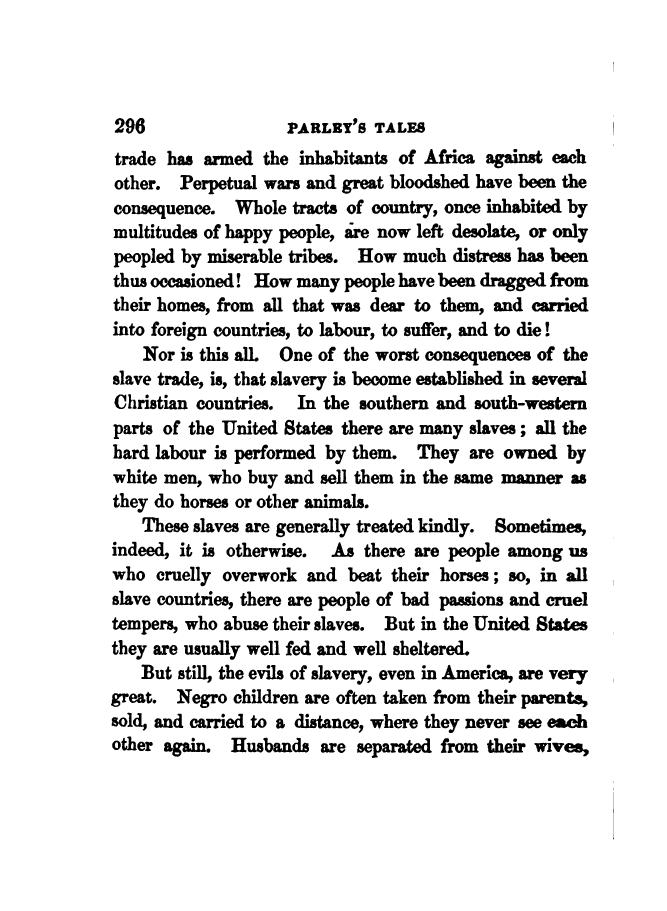 296 PARLEY'S TALES
trade has armed the inhabitants of Africa against each
other. Perpetual wars and great bloodshed have been the
consequence. Whole tracts of country, once inhabited by
multitudes of happy people, are now left desolate, or only
peopled by miserable tribes. How much distress has been
thus occasioned! How many people have been dragged from
their homes, from all that was dear to them, and carried
into foreign countries, to labour, to suffer, and to die!
Nor is this all. One of the worst consequences of the
slave trade, is, that slavery is become established in several
Christian countries. In the southern and south-western
parts of the United States there are many slaves; all the
hard labour is performed by them. They are owned by
white men, who buy and sell them in the same manner as
they do horses or other animals.
These slaves are generally treated kindly. Sometimes,
indeed, it is otherwise. As there are people among us
who cruelly overwork and beat their horses; so, in all
slave countries, there are people of bad passions and cruel
tempers, who abuse their slaves. But in the United States
they are usually well fed and well sheltered.
But still, the evils of slavery, even in America, are very
great. Negro children are often taken from their parents,
sold, and carried to a distance, where they never see each
other again. Husbands are separated from their wives,